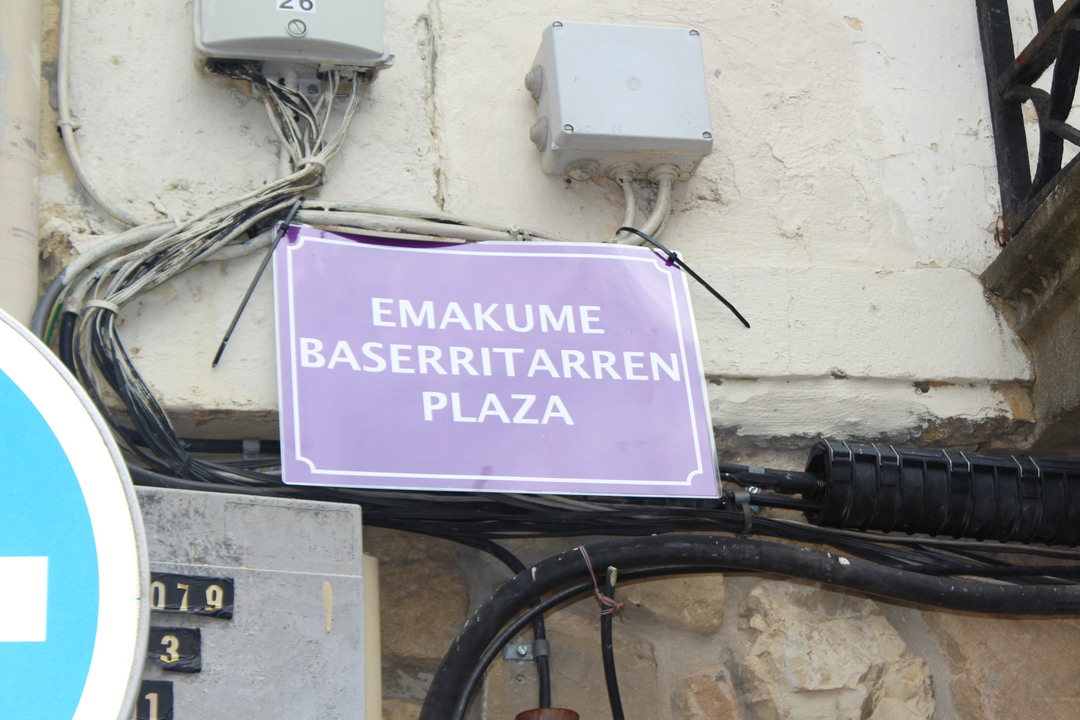 26
EMAKUME
BASERRITARREN
PLAZA
079
3
1